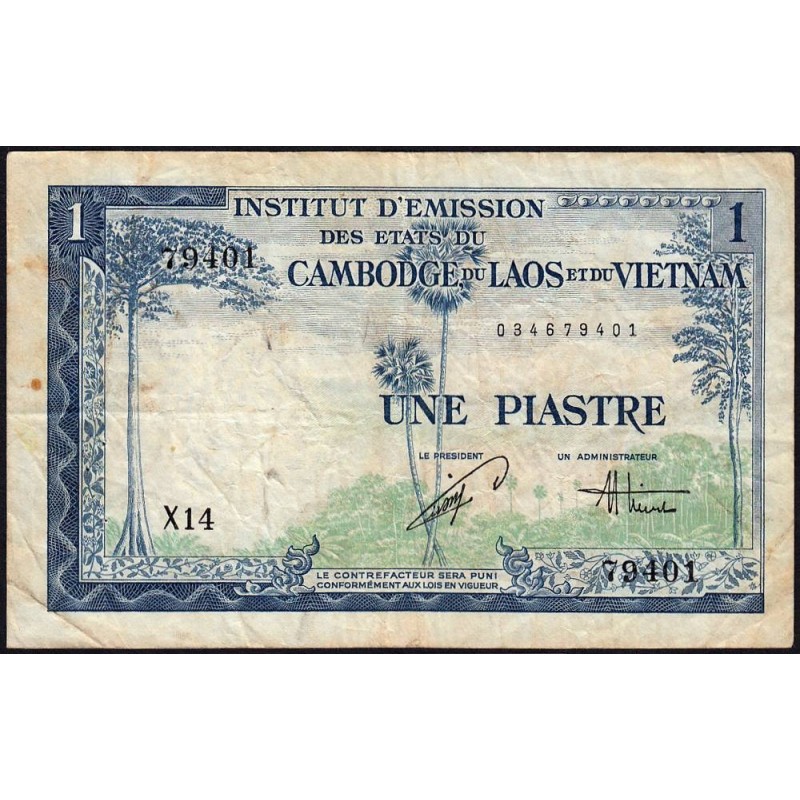 1
INSTITUT D'EMISSION
1
DES ETATS DU
79401
CAMBODGE, DU LAOS ET DU VIETNAM
034679401
UNE PIASTRE
LE PRESIDENT
UN ADMINISTRATEUR
X14
79401
LE CONTREFACTEUR SERA PUNI
CONFORMÉMENT AUX LOIS EN VIGUEUR